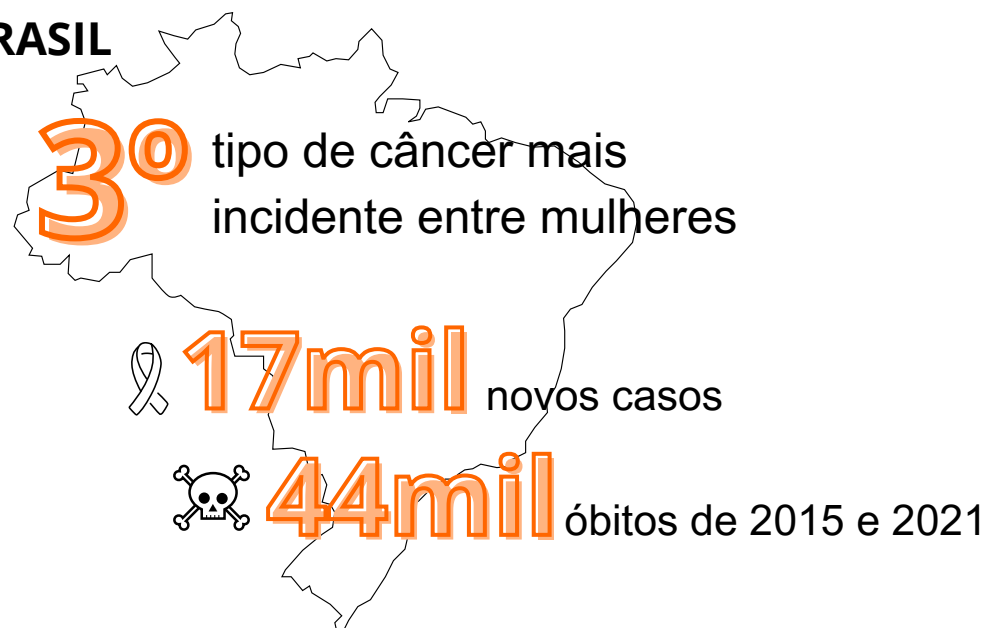 RASIL
3º tipo de câncer mais
incidente entre mulheres
17mil novos casos
44mil óbitos de 2015 e 2021